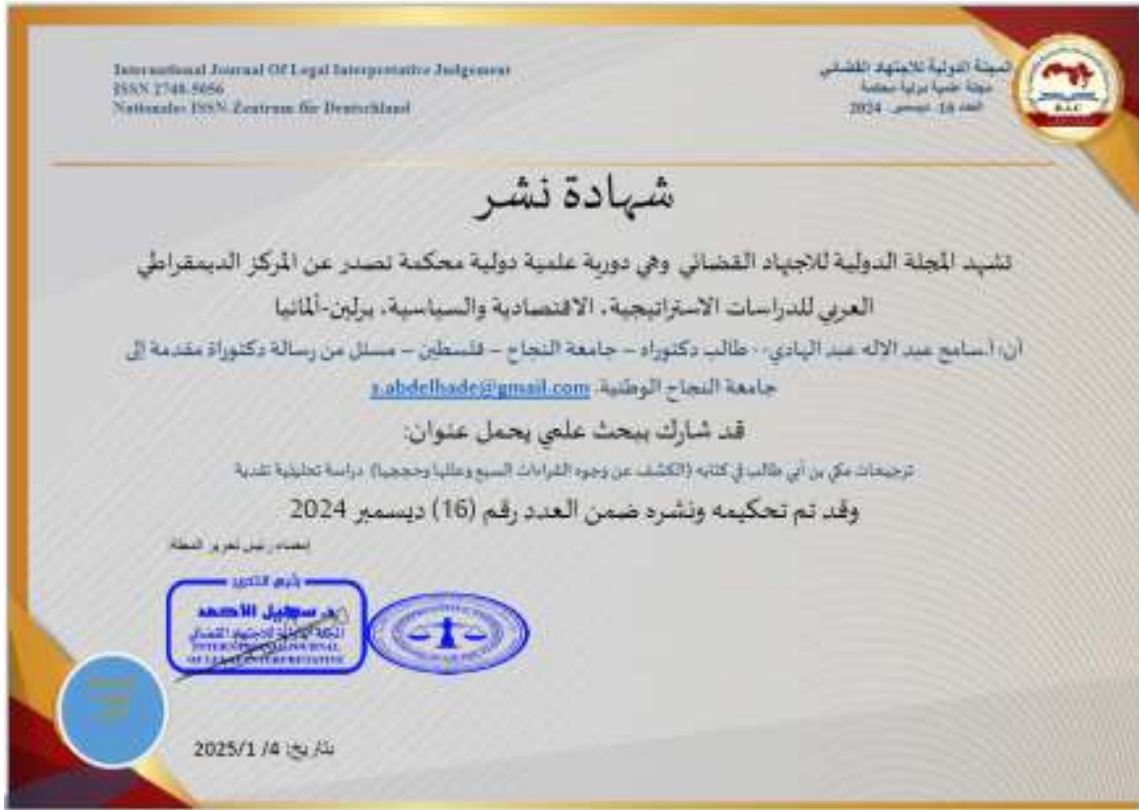 International Journal Of Legal Interpretative Judgement
ISSN 2748-5056
Nationales ISSN-Zentrum für Deutschland
المجلة الدولية للاجتهاد القضائي
مجلة علمية دولية محكمة
العدد 16 ديسمبر 2024
D.A.C
شهادة نشر
تشهد المجلة الدولية للاجتهاد القضائي وهي دورية علمية دولية محكمة تصدر عن المركز الديمقراطي
العربي للدراسات الاستراتيجية، الاقتصادية والسياسية، برلين-ألمانيا
أن: أ.سامح عبد الاله عبد الهادي- طالب دكتوراه – جامعة النجاح – فلسطين – مستل من رسالة دكتوراة مقدمة إلى
جامعة النجاح الوطنية. s.abdelhade@gmail.com
قد شارك ببحث علمي يحمل عنوان:
ترجيحات مكي بن أبي طالب في كتابه (الكشف عن وجوه القراءات السبع وعللها وحججها) دراسة تحليلية نقدية
وقد تم تحكيمه ونشره ضمن العدد رقم (16) ديسمبر 2024
إمضاء رئيس تحرير المجلة
رئيس التحرير
د. سهيل الأحمد
المجلة الدولية للاجتهاد القضائي
INTERNATIONAL JOURNAL
OF LEGAL INTERPRETATIVE
بتاريخ: 4/ 2025/1